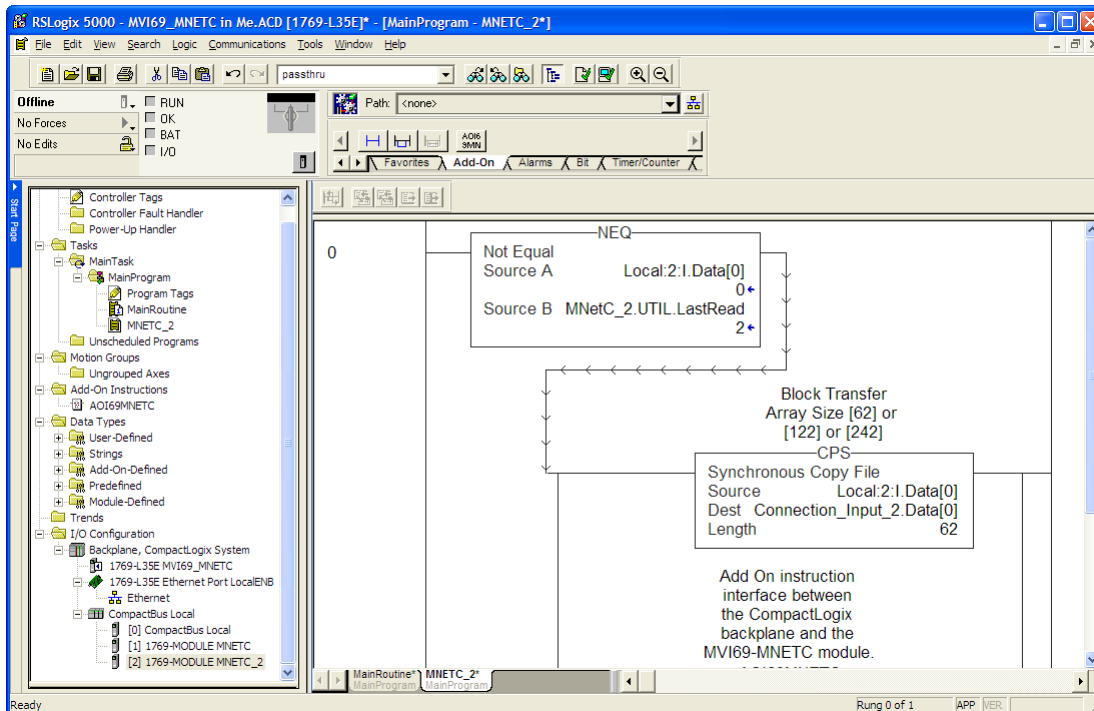 RSLogix 5000 - MVI69_MNETC in Me.ACD [1769-L35E]* - [MainProgram - MNETC_2*]
File Edit View Search Logic Communications Tools Window Help
passthru
Offline
RUN
No Forces
OK
No Edits
BAT
I/O
Path: <none>
AOI6
9MN
Favorites Add-On Alarms Bit Timer/Counter
Start Page
Controller Tags
Controller Fault Handler
Power-Up Handler
Tasks
MainTask
MainProgram
Program Tags
MainRoutine
MNETC_2
Unscheduled Programs
Motion Groups
Ungrouped Axes
Add-On Instructions
AOI69MNETC
Data Types
User-Defined
Strings
Add-On-Defined
Predefined
Module-Defined
Trends
I/O Configuration
Backplane, CompactLogix System
1769-L35E MVI69_MNETC
1769-L35E Ethernet Port LocalENB
Ethernet
CompactBus Local
[0] CompactBus Local
[1] 1769-MODULE MNETC
[2] 1769-MODULE MNETC_2
0
NEQ
Not Equal
Source A Local:2:I.Data[0]
0
Source B MNetC_2.UTIL.LastRead
2
Block Transfer
Array Size [62] or
[122] or [242]
CPS
Synchronous Copy File
Source Local:2:I.Data[0]
Dest Connection_Input_2.Data[0]
Length 62
Add On instruction
interface between
the CompactLogix
backplane and the
MVI69-MNETC module.
MainRoutine* MNETC_2*
MainProgram MainProgram
Ready
Rung 0 of 1 APP VER